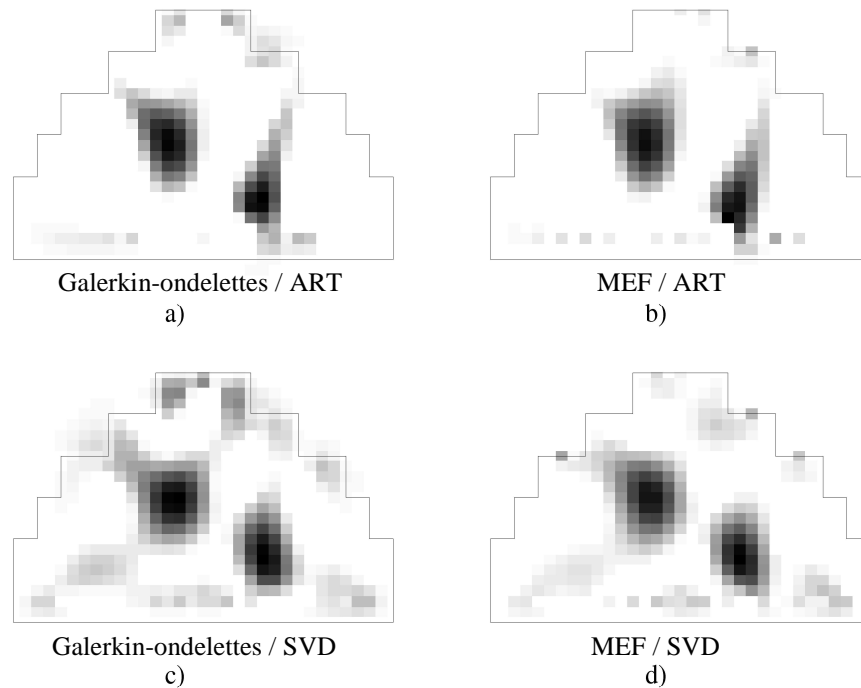 Galerkin-ondelettes / ART
MEF / ART
a)
b)
Galerkin-ondelettes / SVD
MEF / SVD
c)
d)